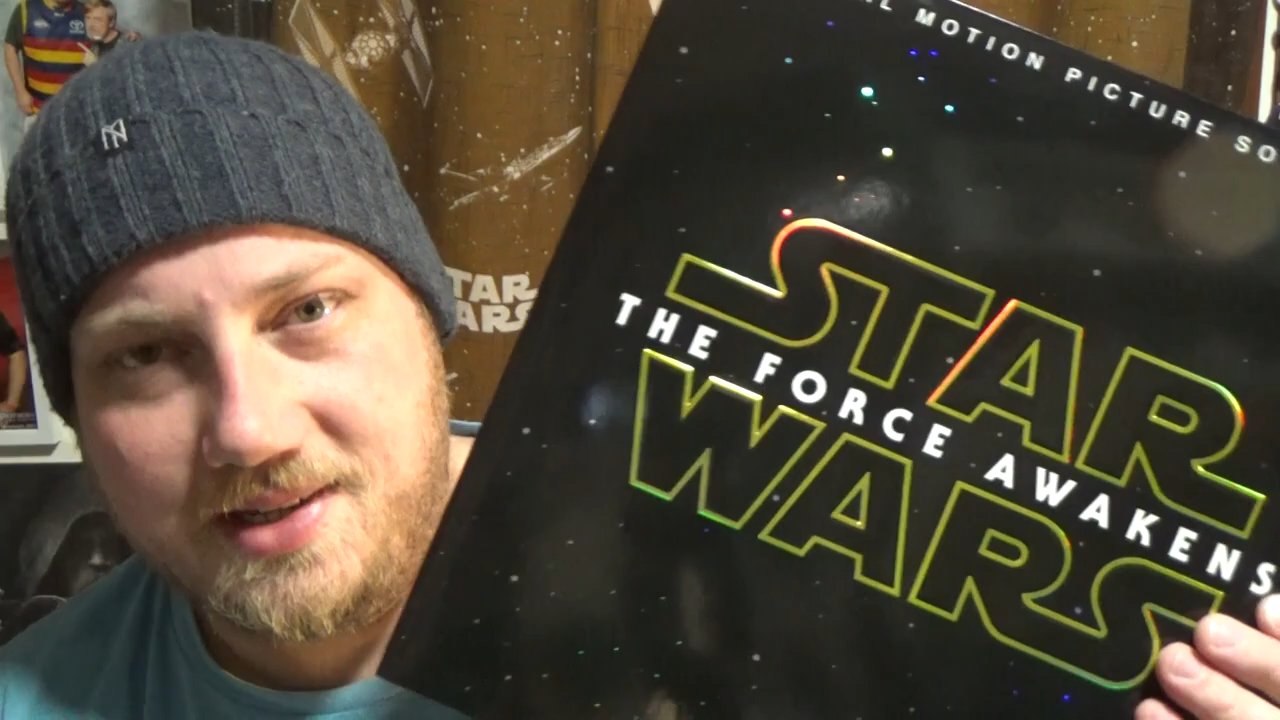 L MOTION PICTURE SO
STAR
THE FORCE AWAKENS
WARS
STAR
WARS